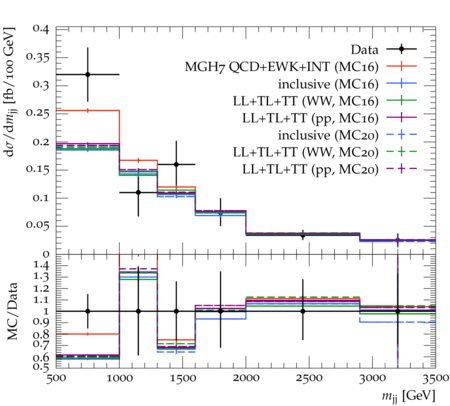 0.4
0.35
0.3
0.25
0.2
0.15
0.1
0.05
dσ/dmjj [fb/100 GeV]
Data
MGH7 QCD+EWK+INT (MC16)
inclusive (MC16)
LL+TL+TT (WW, MC16)
LL+TL+TT (pp, MC16)
inclusive (MC20)
LL+TL+TT (WW, MC20)
LL+TL+TT (pp, MC20)
1.4
1.3
1.2
1.1
1
0.9
0.8
0.7
0.6
0.5
MC/Data
500 1000 1500 2000 2500 3000 3500
mjj [GeV]